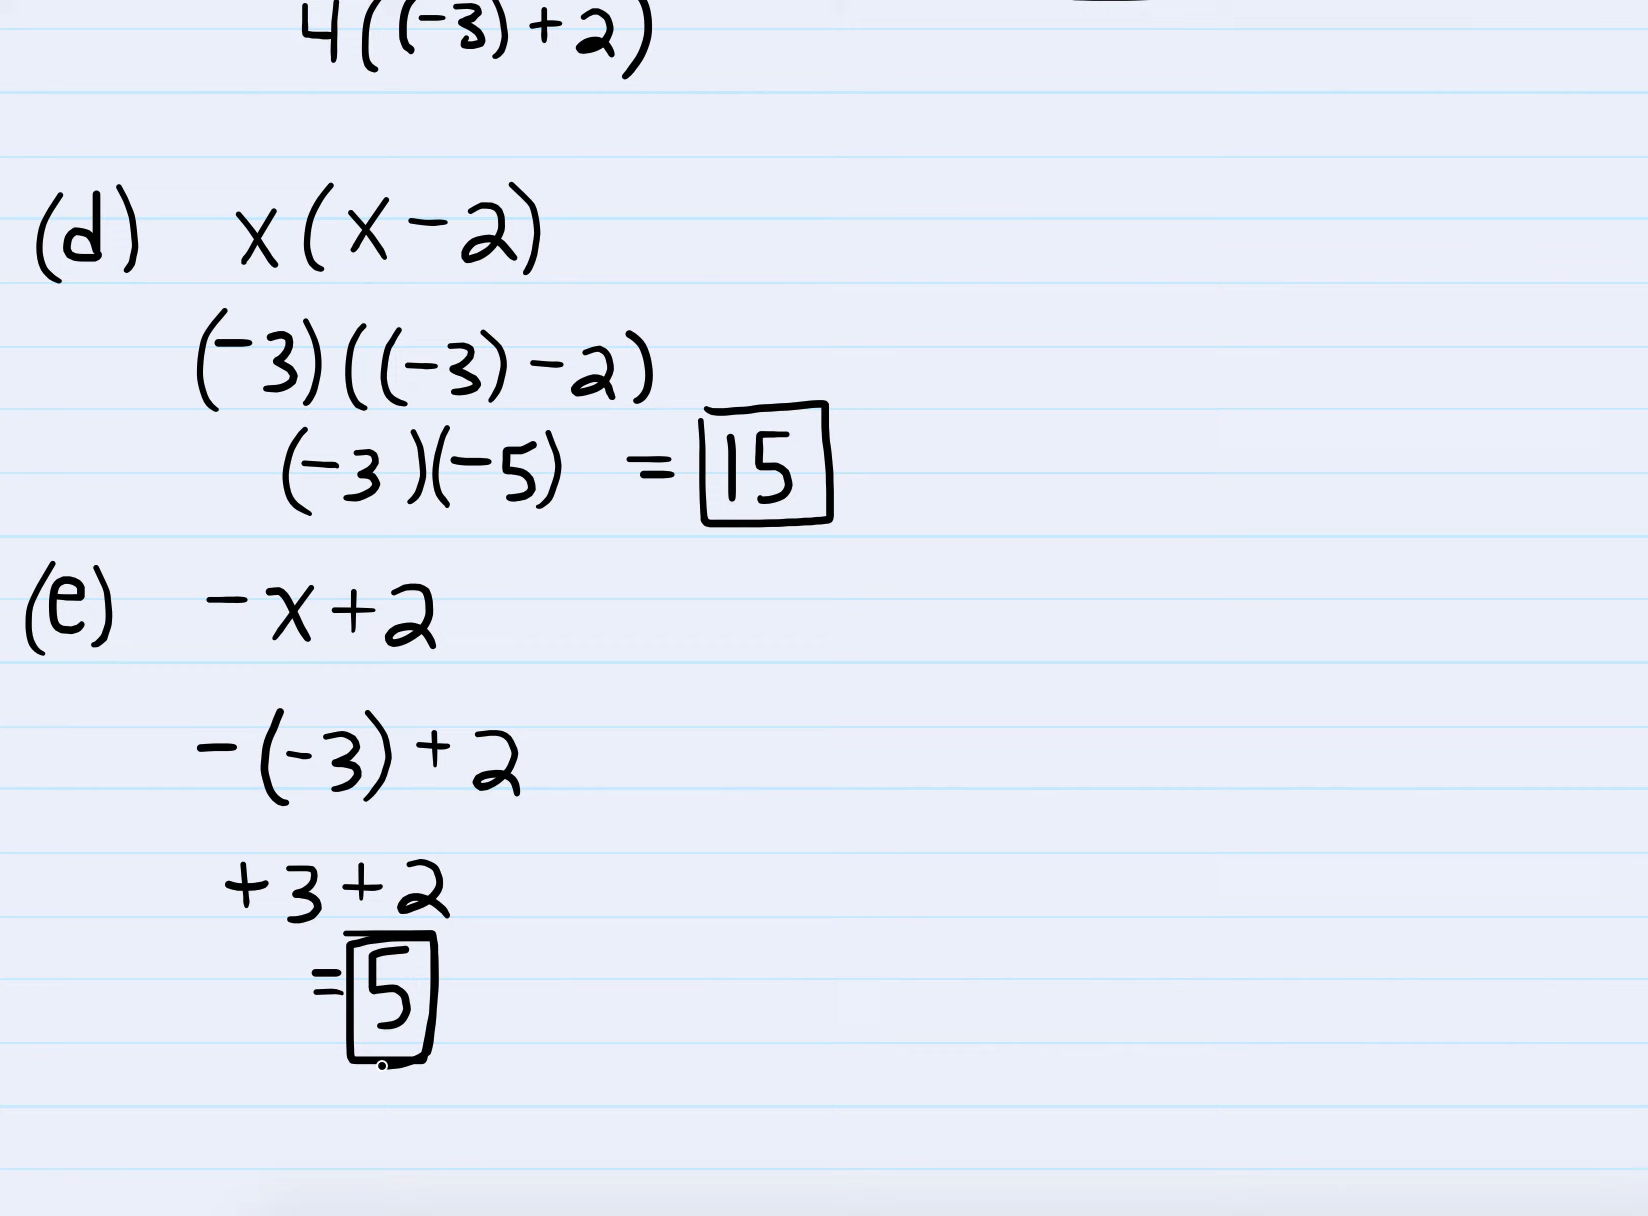 4((-3)+2)
(d) x(x-2)
(-3)((-3)-2)
(-3)(-5) = 15
(e) -x+2
-(-3)+2
+3+2
=5